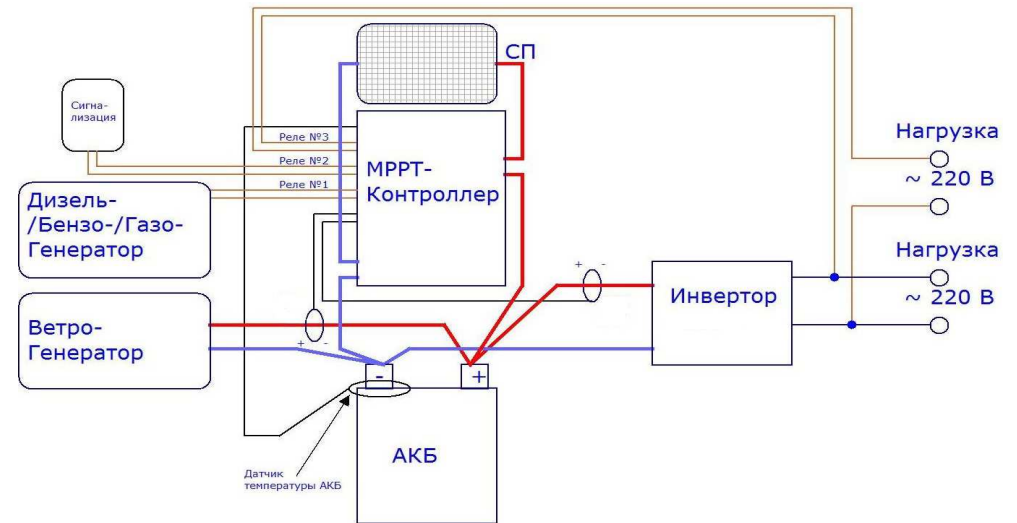 СП
Сигна-
лизация
Реле №3
Реле №2
Реле №1
МРРТ-
Контроллер
Нагрузка
~ 220 В
Дизель-
/Бензо-/Газо-
Генератор
Нагрузка
~ 220 В
+ -
Инвертор
Ветро-
Генератор
+ -
- +
АКБ
Датчик
температуры АКБ